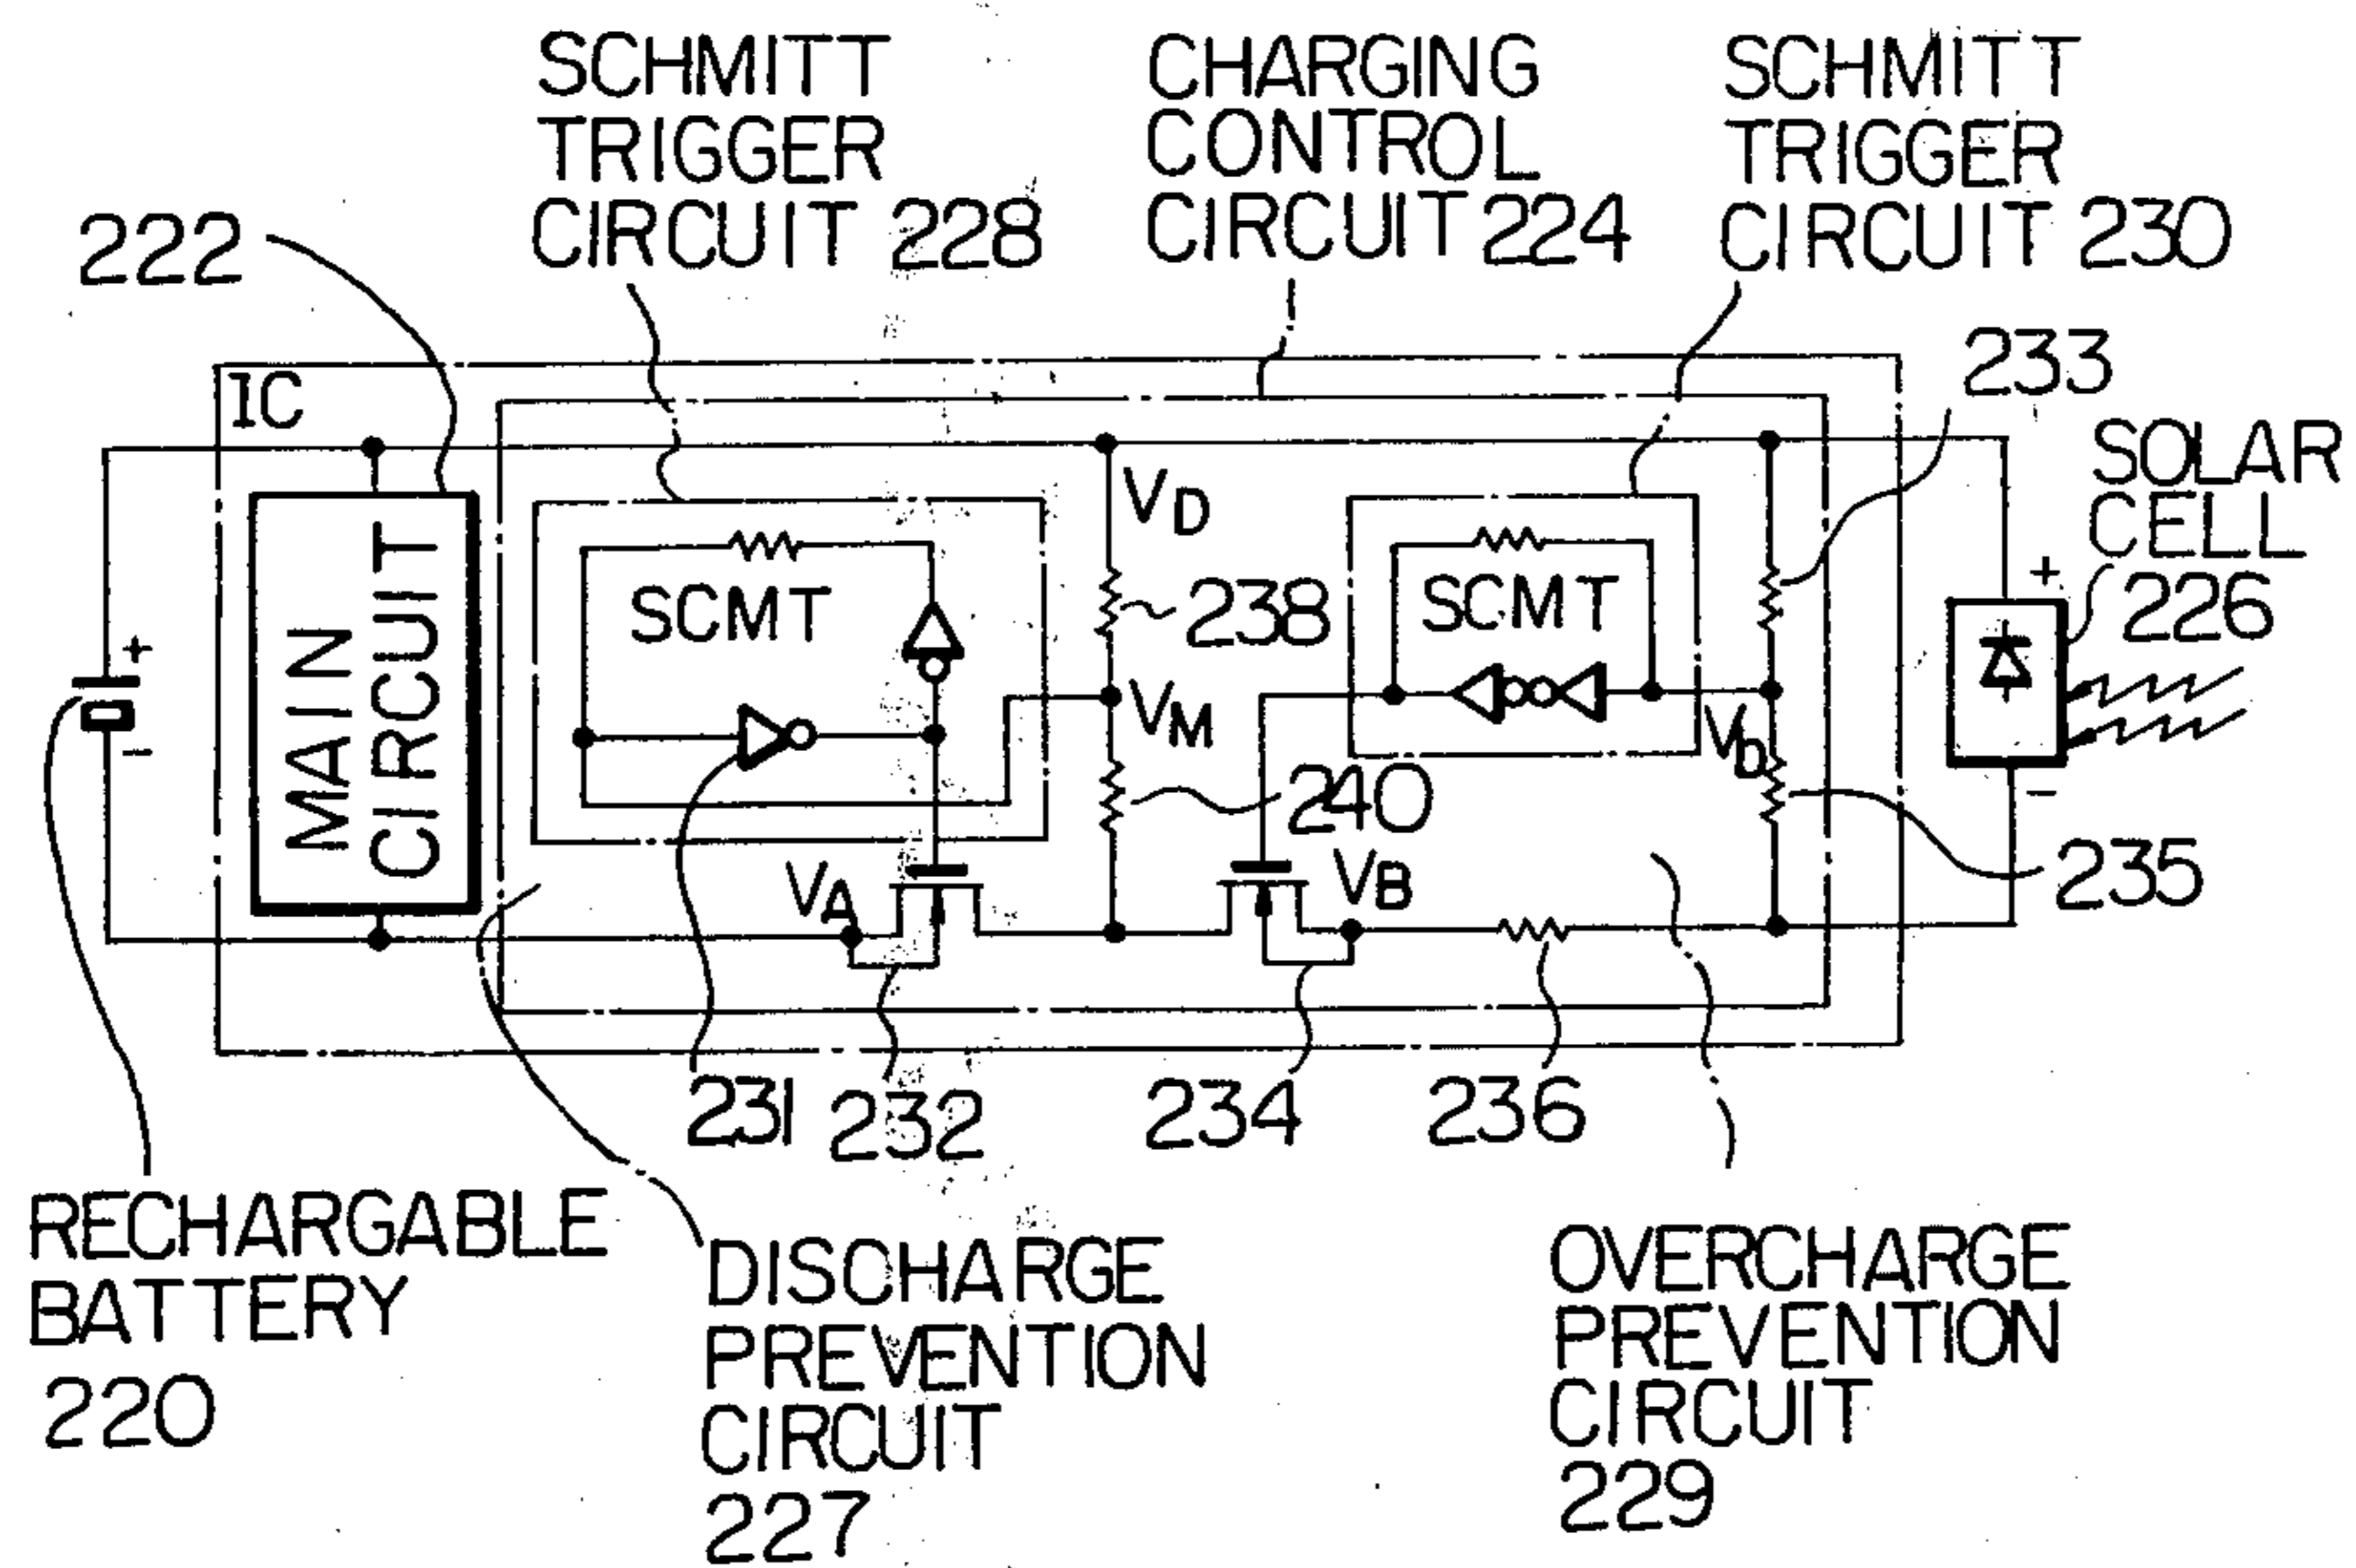 SCHMITT
TRIGGER
CIRCUIT 228
CHARGING
CONTROL
CIRCUIT 224
SCHMITT
TRIGGER
CIRCUIT 230
222
233
IC
SOLAR
CELL
226
VD
SCMT
238
SCMT
+
+
MAIN
CIRCUIT
VM
VD
-
-
240
VA
VB
235
231
232
234
236
RECHARGABLE
BATTERY
220
DISCHARGE
PREVENTION
CIRCUIT
227
OVERCHARGE
PREVENTION
CIRCUIT
229